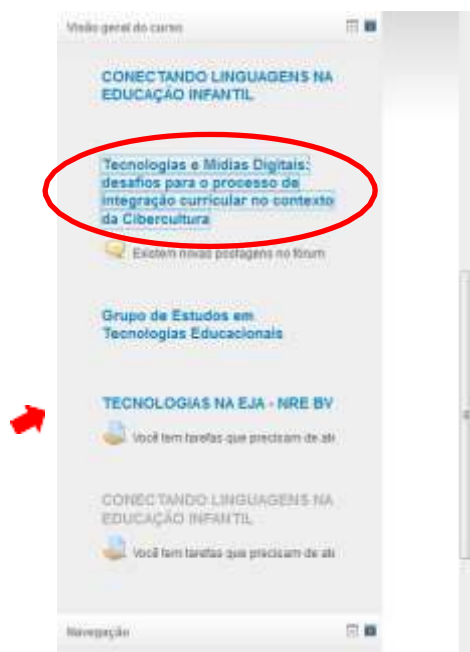 Visão geral do curso
CONECTANDO LINGUAGENS NA
EDUCAÇÃO INFANTIL
Tecnologias e Mídias Digitais:
desafios para o processo de
integração curricular no contexto
da Cibercultura
Existem novas postagens no fórum
Grupo de Estudos em
Tecnologias Educacionais
TECNOLOGIAS NA EJA - NRE BV
Você tem tarefas que precisam de ate
CONECTANDO LINGUAGENS NA
EDUCAÇÃO INFANTIL
Você tem tarefas que precisam de ate
Navegação